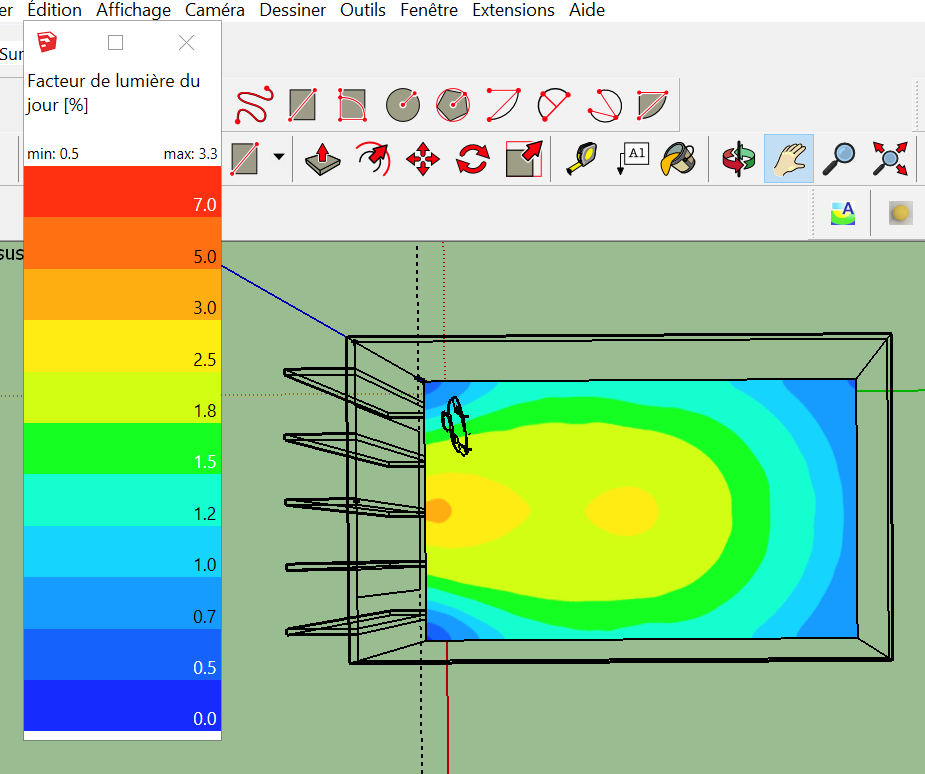 er Édition Affichage Caméra Dessiner Outils Fenêtre Extensions Aide
Sur
Facteur de lumière du
jour [%]
min: 0.5 max: 3.3
7.0
5.0
3.0
2.5
1.8
1.5
1.2
1.0
0.7
0.5
0.0
A1
A
sus